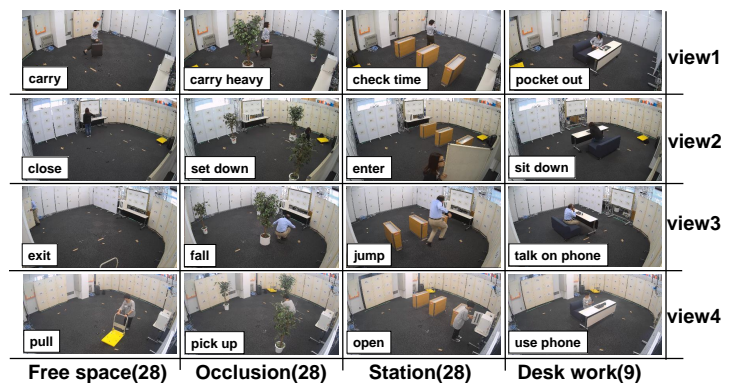 carry
carry heavy
check time
pocket out
view1
close
set down
enter
sit down
view2
exit
fall
jump
talk on phone
view3
pull
pick up
open
use phone
view4
Free space(28)
Occlusion(28)
Station(28)
Desk work(9)